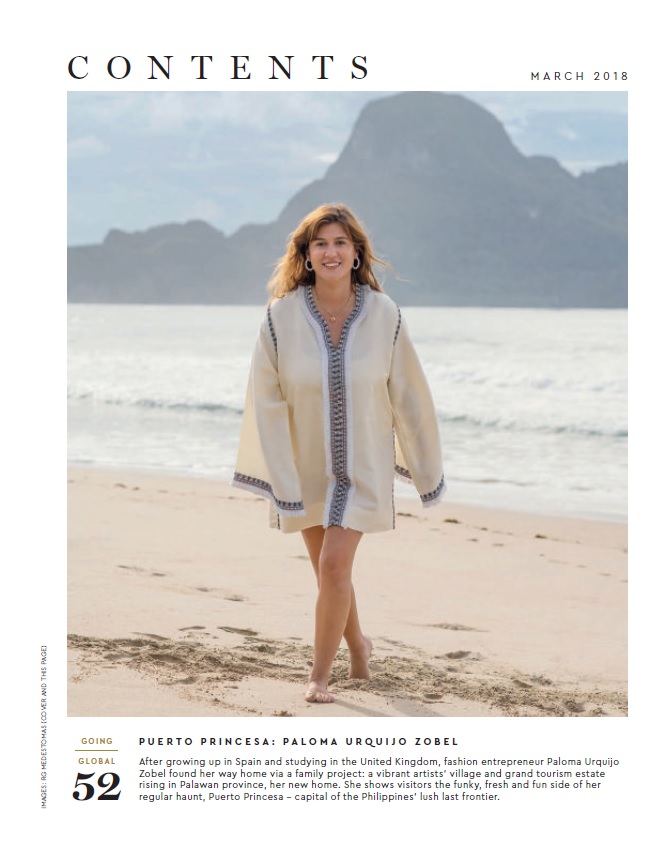 CONTENTS
MARCH 2018
IMAGES: RG MEDESTOMAS (COVER AND THIS PAGE)
GOING
GLOBAL
52
PUERTO PRINCESA: PALOMA URQUIJO ZOBEL
After growing up in Spain and studying in the United Kingdom, fashion entrepreneur Paloma Urquijo
Zobel found her way home via a family project: a vibrant artists’ village and grand tourism estate
rising in Palawan province, her new home. She shows visitors the funky, fresh and fun side of her
regular haunt, Puerto Princesa – capital of the Philippines’ lush last frontier.